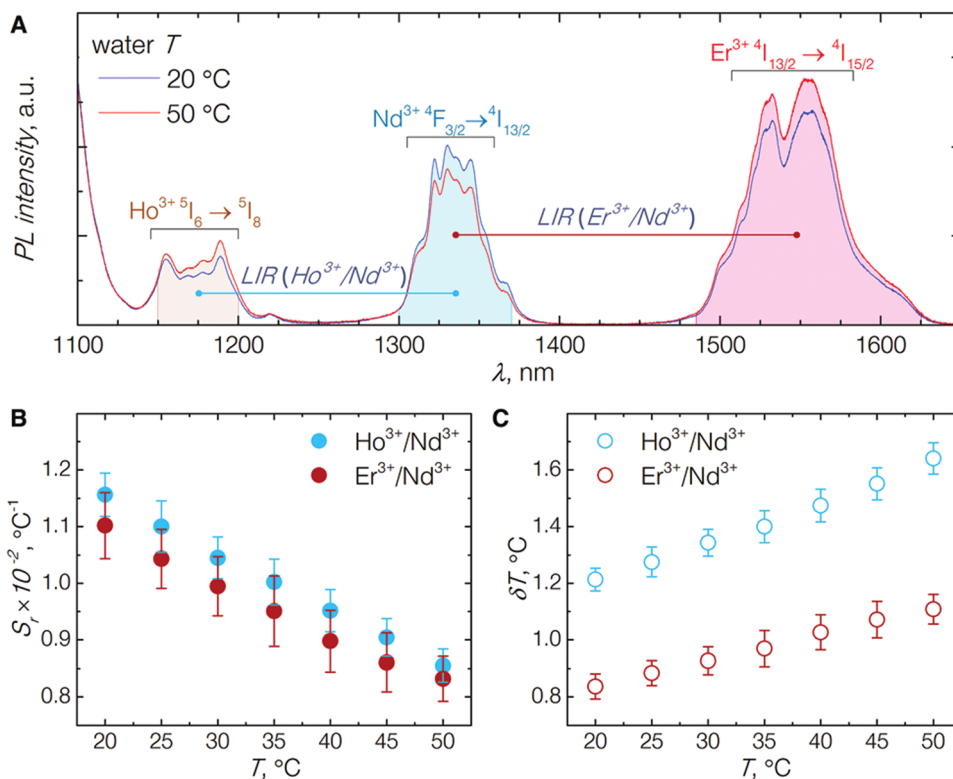 A
water T
20 °C
50 °C
Ho³⁺ ⁵I₆ → ⁵I₈
Nd³⁺ ⁴F₃/₂ → ⁴I₁₃/₂
Er³⁺ ⁴I₁₃/₂ → ⁴I₁₅/₂
LIR (Ho³⁺/Nd³⁺)
LIR (Er³⁺/Nd³⁺)
PL intensity, a.u.
1100 1200 1300 1400 1500 1600
λ, nm
B
Ho³⁺/Nd³⁺
Er³⁺/Nd³⁺
Sᵣ × 10⁻², °C⁻¹
1.2
1.1
1.0
0.9
0.8
20 25 30 35 40 45 50
T, °C
C
Ho³⁺/Nd³⁺
Er³⁺/Nd³⁺
δT, °C
1.6
1.4
1.2
1.0
0.8
20 25 30 35 40 45 50
T, °C